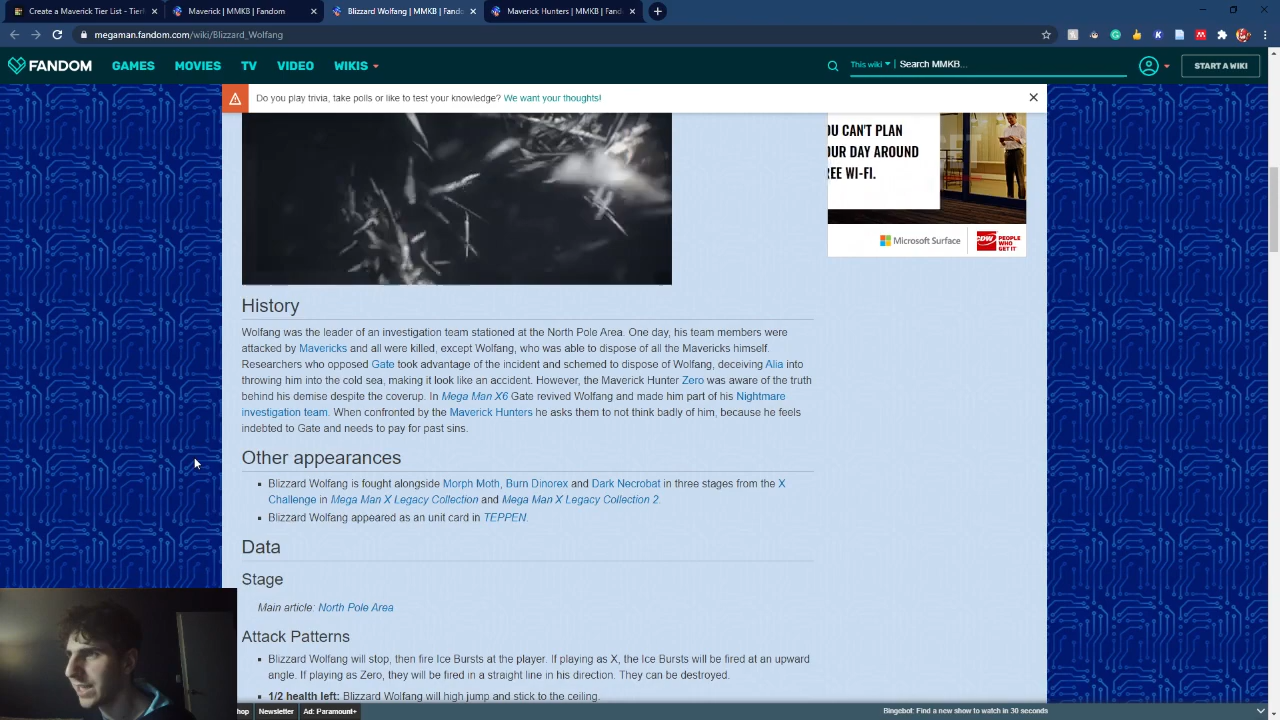 Create a Maverick Tier List - Tier
Maverick | MMKB | Fandom
Blizzard Wolfang | MMKB | Fando
Maverick Hunters | MMKB | Fand
megaman.fandom.com/wiki/Blizzard_Wolfang
FANDOM GAMES MOVIES TV VIDEO WIKIS This wiki Search MMKB... START A WIKI
Do you play trivia, take polls or like to test your knowledge? We want your thoughts!
OU CAN'T PLAN
OUR DAY AROUND
REE WI-FI.
Microsoft Surface CDW PEOPLE WHO GET IT
History
Wolfang was the leader of an investigation team stationed at the North Pole Area. One day, his team members were
attacked by Mavericks and all were killed, except Wolfang, who was able to dispose of all the Mavericks himself.
Researchers who opposed Gate took advantage of the incident and schemed to dispose of Wolfang, deceiving Alia into
throwing him into the cold sea, making it look like an accident. However, the Maverick Hunter Zero was aware of the truth
behind his demise despite the coverup. In Mega Man X6 Gate revived Wolfang and made him part of his Nightmare
investigation team. When confronted by the Maverick Hunters he asks them to not think badly of him, because he feels
indebted to Gate and needs to pay for past sins.
Other appearances
▪ Blizzard Wolfang is fought alongside Morph Moth, Burn Dinorex and Dark Necrobat in three stages from the X
Challenge in Mega Man X Legacy Collection and Mega Man X Legacy Collection 2.
▪ Blizzard Wolfang appeared as an unit card in TEPPEN.
Data
Stage
Main article: North Pole Area
Attack Patterns
▪ Blizzard Wolfang will stop, then fire Ice Bursts at the player. If playing as X, the Ice Bursts will be fired at an upward
angle. If playing as Zero, they will be fired in a straight line in his direction. They can be destroyed.
▪ 1/2 health left: Blizzard Wolfang will high jump and stick to the ceiling.
hop Newsletter Ad: Paramount+ Bingebot: Find a new show to watch in 30 seconds